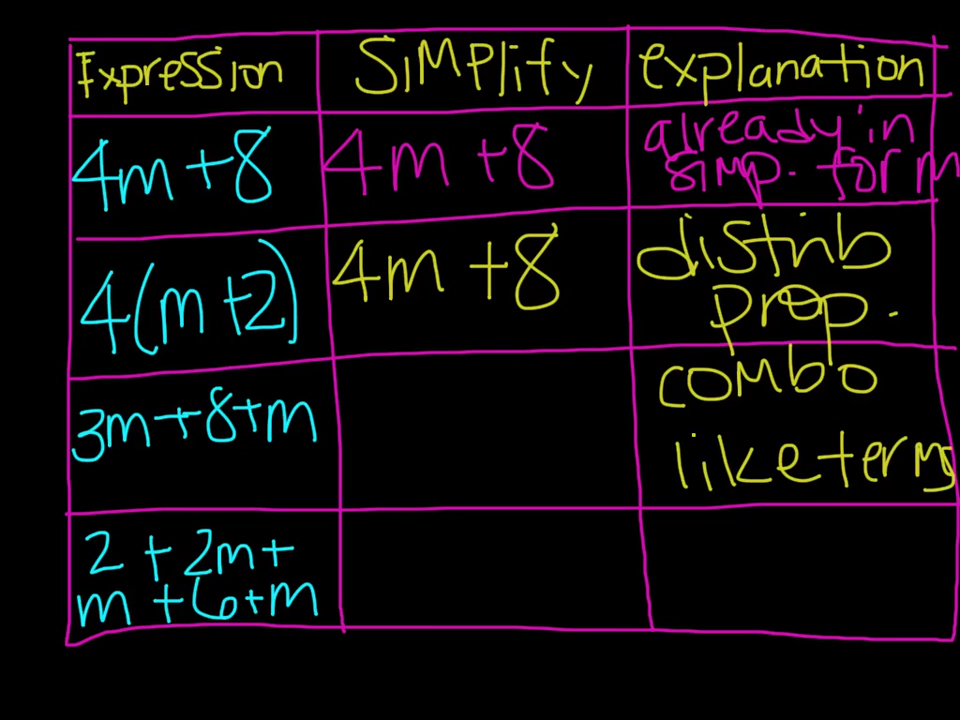 Expression
SiMPlify
explanation
4m+8
4m+8
already in
simp. form
4(m+2)
4m+8
distrib
prop.
3m+8+m
combo
like terms
2+2m+
m+6+m